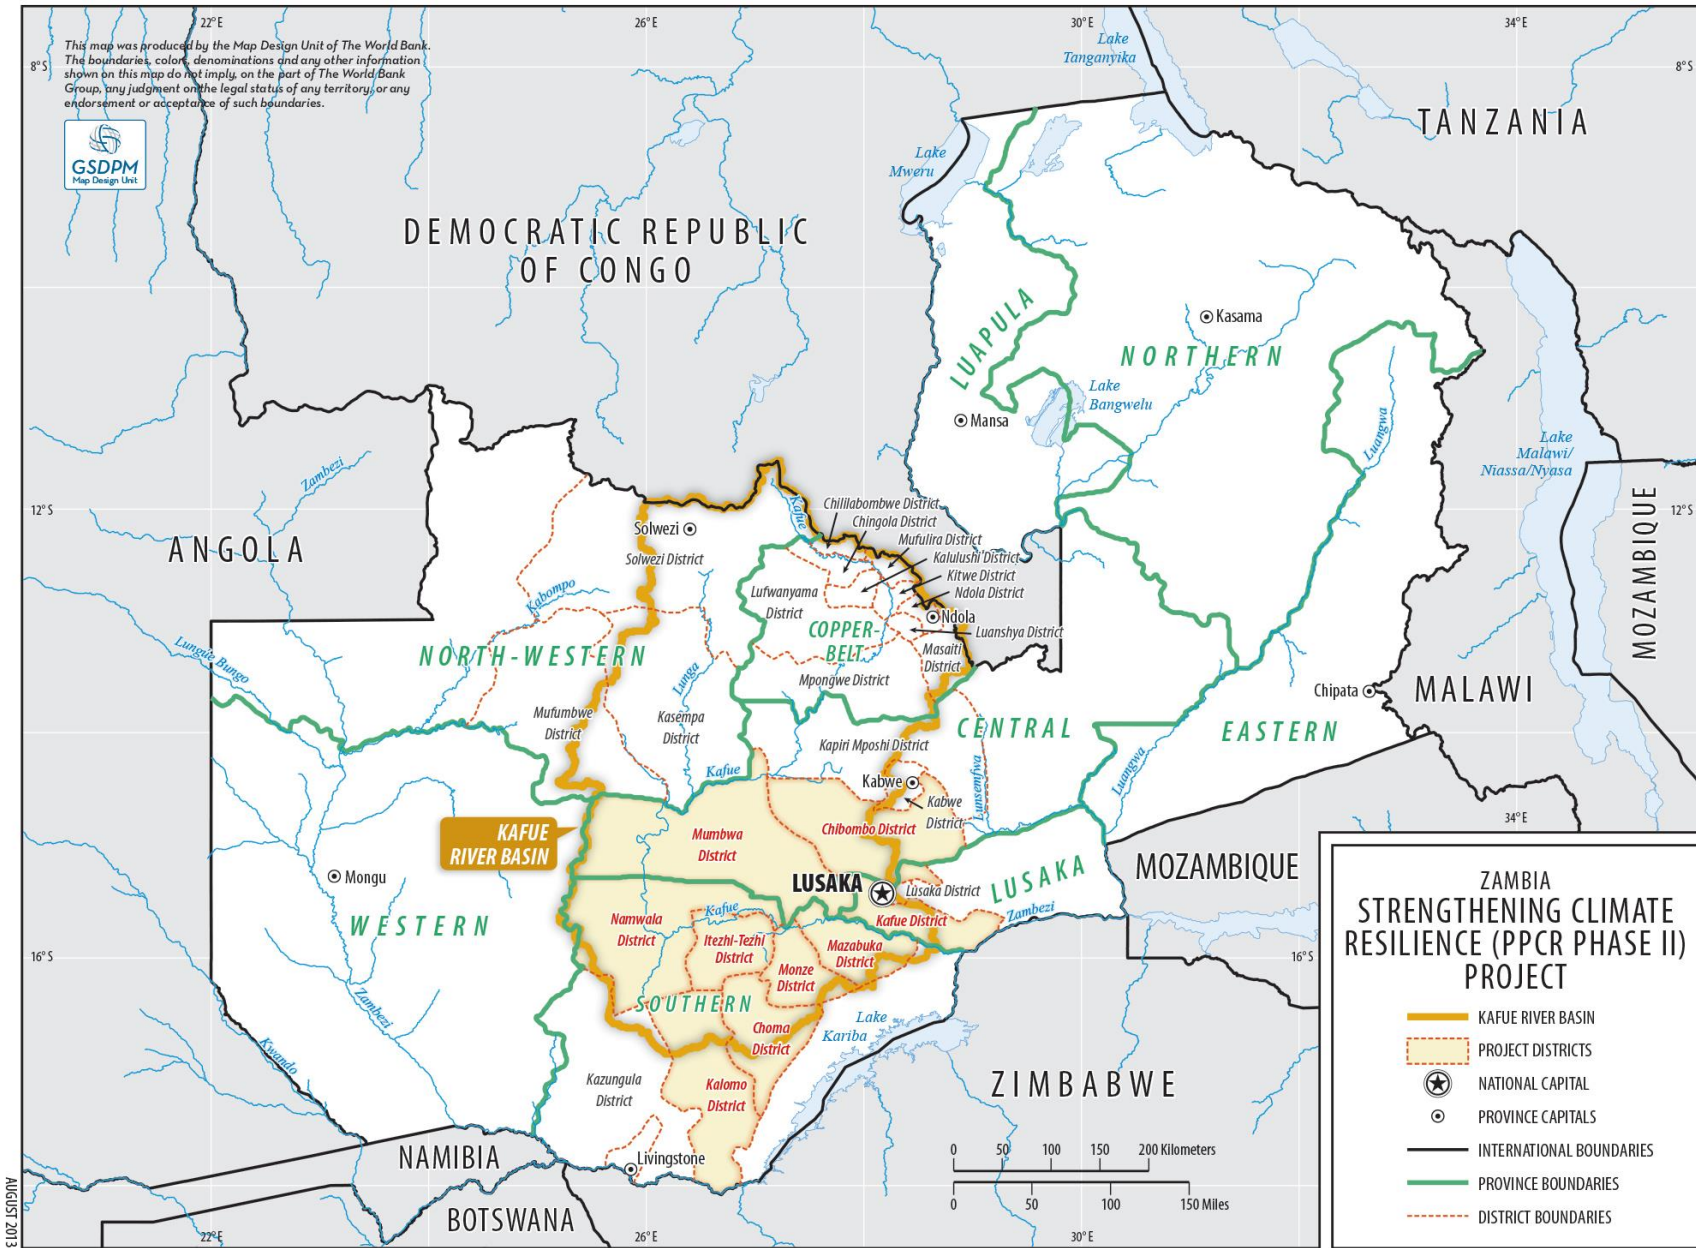 22°E
26°E
30°E
34°E
This map was produced by the Map Design Unit of The World Bank.
The boundaries, colors, denominations and any other information
shown on this map do not imply, on the part of The World Bank
Group, any judgment on the legal status of any territory, or any
endorsement or acceptance of such boundaries.
GSDPM
Map Design Unit
8°S
8°S
Lake
Tanganyika
TANZANIA
Lake
Mweru
DEMOCRATIC REPUBLIC
OF CONGO
LUAPULA
Kasama
NORTHERN
Lake
Bangwelu
Mansa
Luangwa
Lake
Malawi/
Niassa/Nyasa
Zambezi
12°S
12°S
MOZAMBIQUE
ANGOLA
Solwezi
Solwezi District
Kafue
Chililabombwe District
Chingola District
Mufulira District
Kalulushi District
Kitwe District
Ndola District
Lufwanyama
District
Kabompo
Ndola
COPPER-
BELT
Luanshya District
Masaiti
District
Lungue Bungo
NORTH-WESTERN
Lunga
Mpongwe District
Chipata
MALAWI
Mufumbwe
District
Kasempa
District
CENTRAL
EASTERN
Kapiri Mposhi District
Kafue
Kabwe
Kabwe
District
Lunsemfwa
Luangwa
34°E
KAFUE
RIVER BASIN
Mumbwa
District
Chibombo District
Mongu
LUSAKA
Lusaka District
LUSAKA
MOZAMBIQUE
WESTERN
Namwala
District
Kafue
Kafue District
Zambezi
Itezhi-Tezhi
District
Mazabuka
District
Monze
District
16°S
16°S
SOUTHERN
Zambezi
Choma
District
Lake
Kariba
Kwando
Kazungula
District
Kalomo
District
ZIMBABWE
NAMIBIA
Livingstone
BOTSWANA
0 50 100 150 200 Kilometers
0 50 100 150 Miles
22°E
26°E
30°E
AUGUST 2013
ZAMBIA
STRENGTHENING CLIMATE
RESILIENCE (PPCR PHASE II)
PROJECT
KAFUE RIVER BASIN
PROJECT DISTRICTS
NATIONAL CAPITAL
PROVINCE CAPITALS
INTERNATIONAL BOUNDARIES
PROVINCE BOUNDARIES
DISTRICT BOUNDARIES